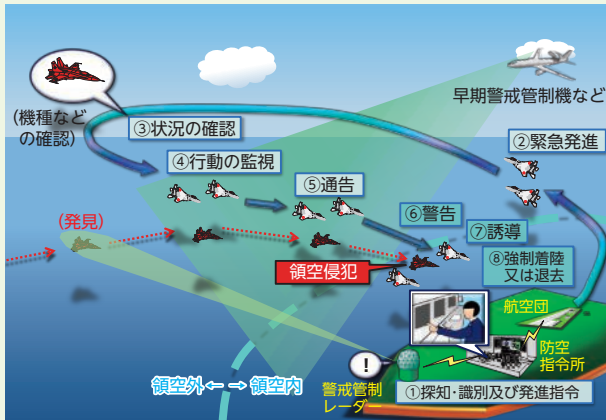 早期警戒管制機など
(機種など
の確認)
③状況の確認
②緊急発進
④行動の監視
⑤通告
⑥警告
⑦誘導
(発見)
⑧強制着陸
又は退去
領空侵犯
航空団
防空
指令所
!
領空外←
→領空内
警戒管制
レーダー
①探知・識別及び発進指令